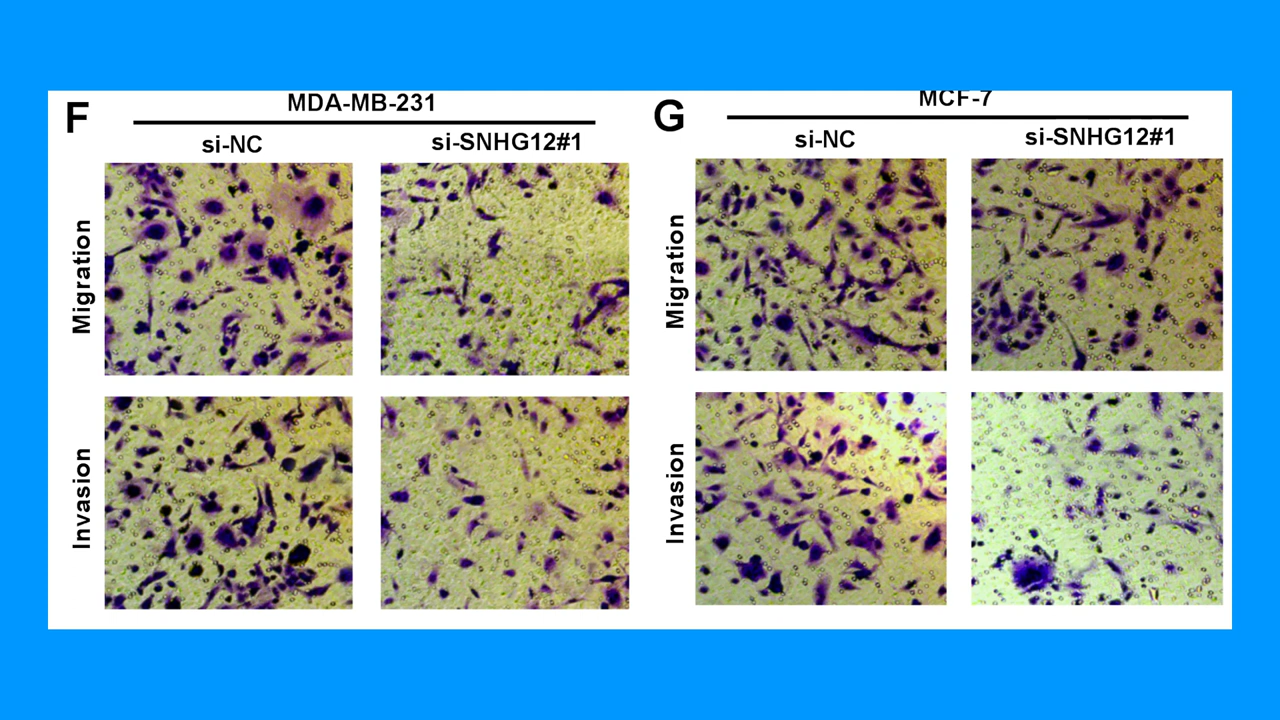 F
MDA-MB-231
si-NC
si-SNHG12#1
Migration
Invasion
G
MCF-7
si-NC
si-SNHG12#1
Migration
Invasion